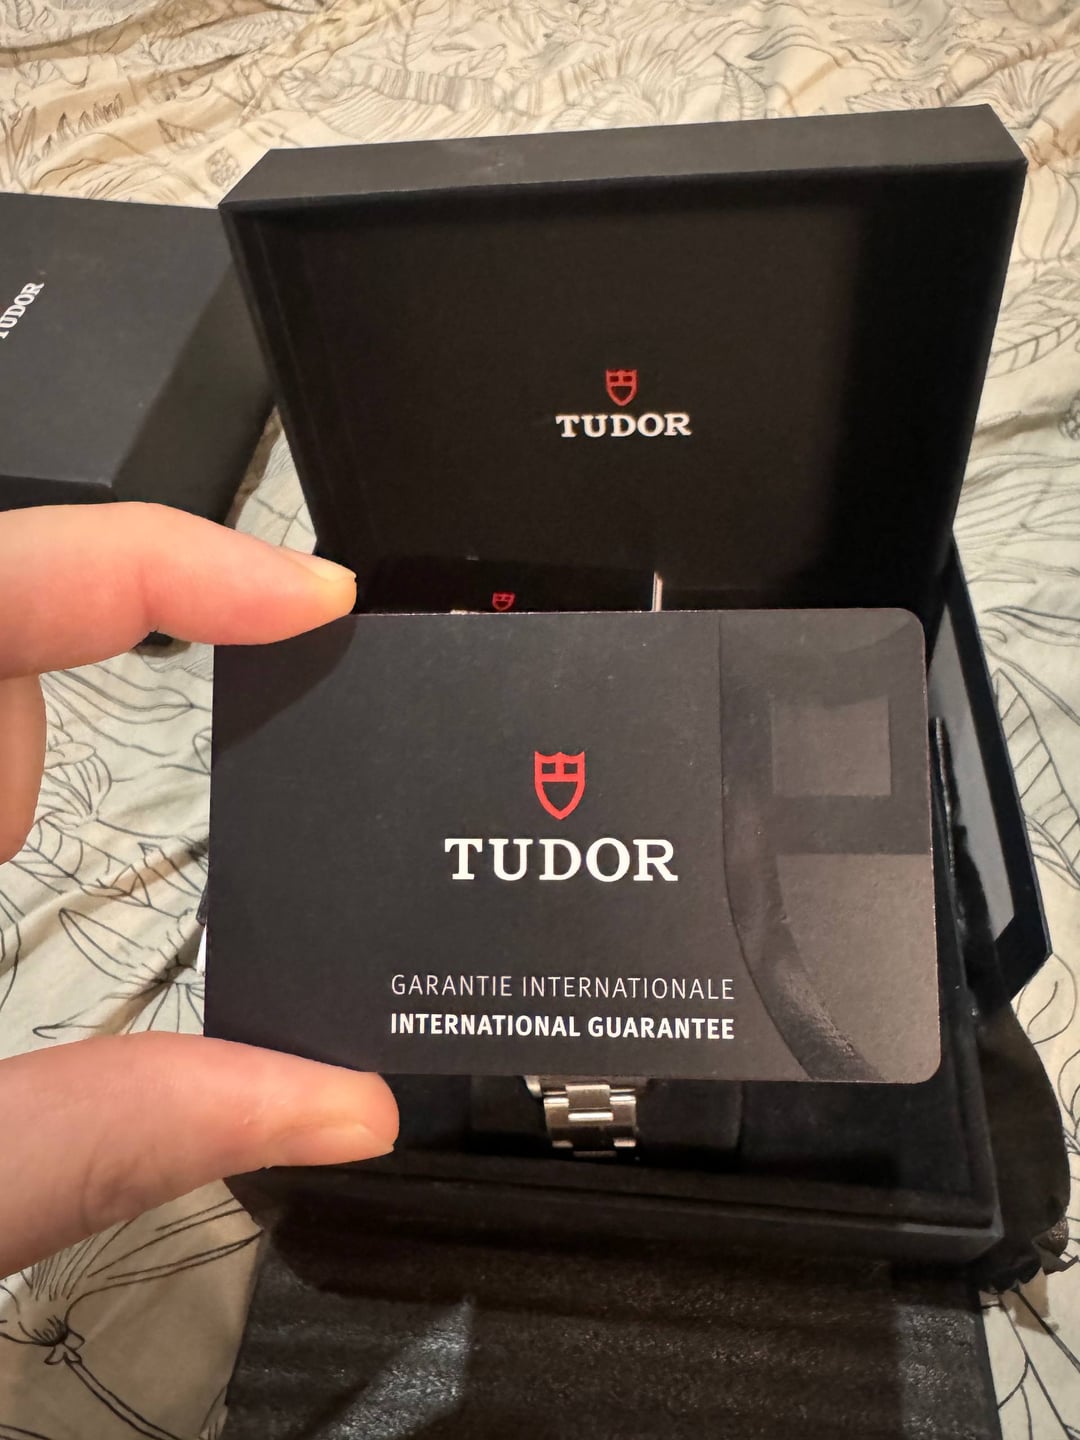 TUDOR
TUDOR
TUDOR
GARANTIE INTERNATIONALE
INTERNATIONAL GUARANTEE